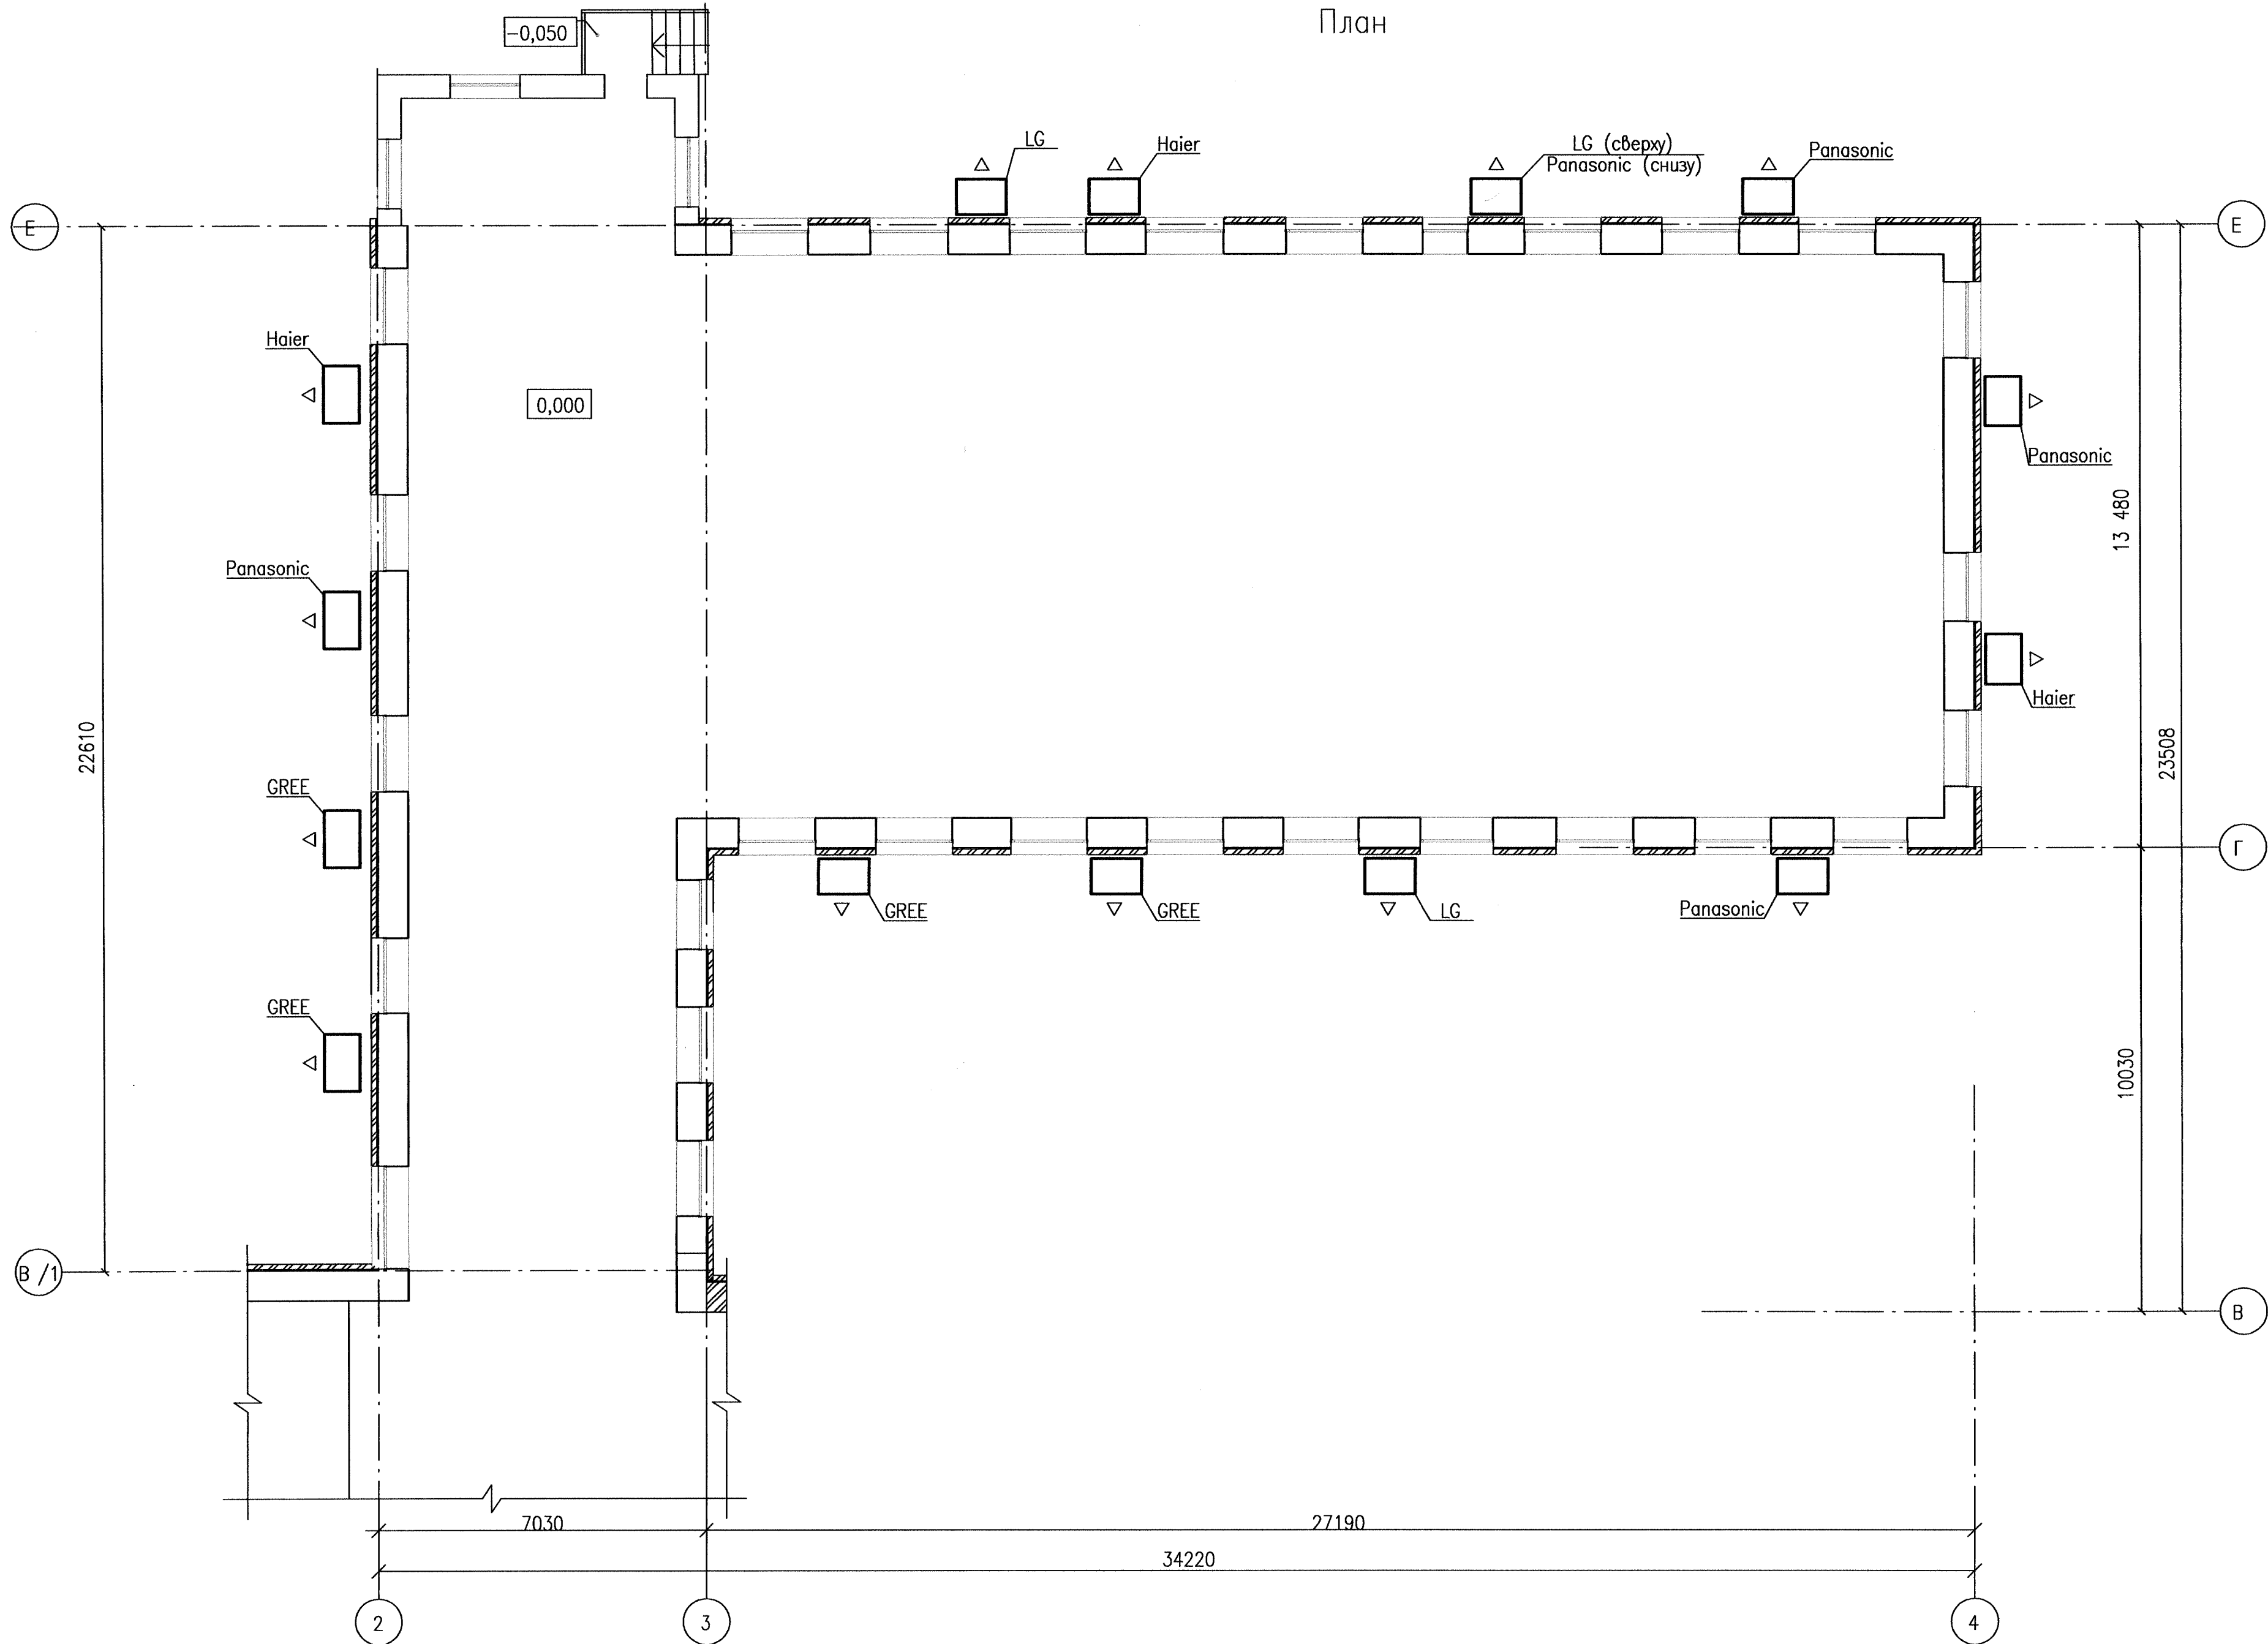 План
-0,050
LG
Haier
LG (сверху)
Panasonic (снизу)
Panasonic
Е
Е
Haier
0,000
Panasonic
13 480
Panasonic
Haier
22610
23508
GREE
Г
GREE
GREE
LG
Panasonic
GREE
10030
В /1
В
7030
27190
34220
2
3
4